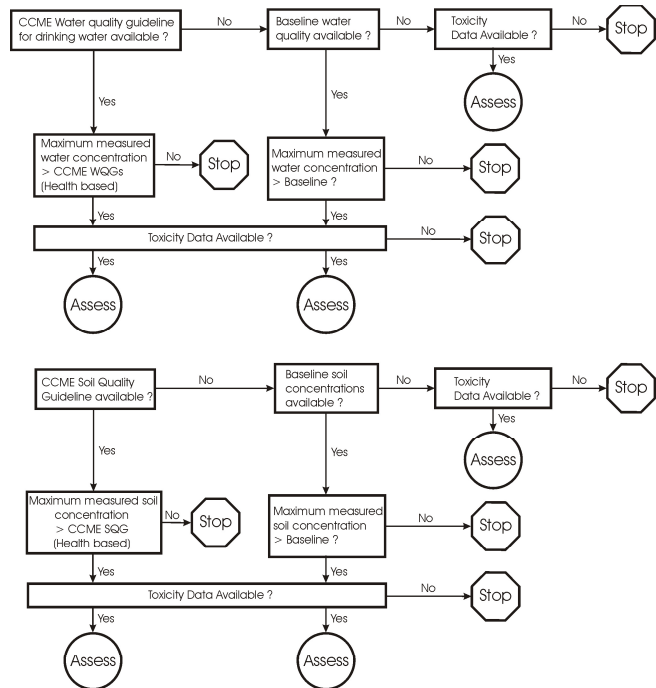 CCME Water quality guideline
for drinking water available ?
No
Baseline water
quality available ?
No
Toxicity
Data Available ?
No
Stop
Yes
Assess
Yes
Yes
Maximum measured
water concentration
> CCME WQGs
(Health based)
No
Stop
Maximum measured
water concentration
> Baseline ?
No
Stop
Yes
Yes
Toxicity Data Available ?
No
Stop
Yes
Yes
Assess
Assess
CCME Soil Quality
Guideline available ?
No
Baseline soil
concentrations
available ?
No
Toxicity
Data Available ?
No
Stop
Yes
Assess
Yes
Yes
Maximum measured soil
concentration
> CCME SQG
(Health based)
No
Stop
Maximum measured
soil concentration
> Baseline ?
No
Stop
Yes
Yes
Toxicity Data Available ?
No
Stop
Yes
Yes
Assess
Assess